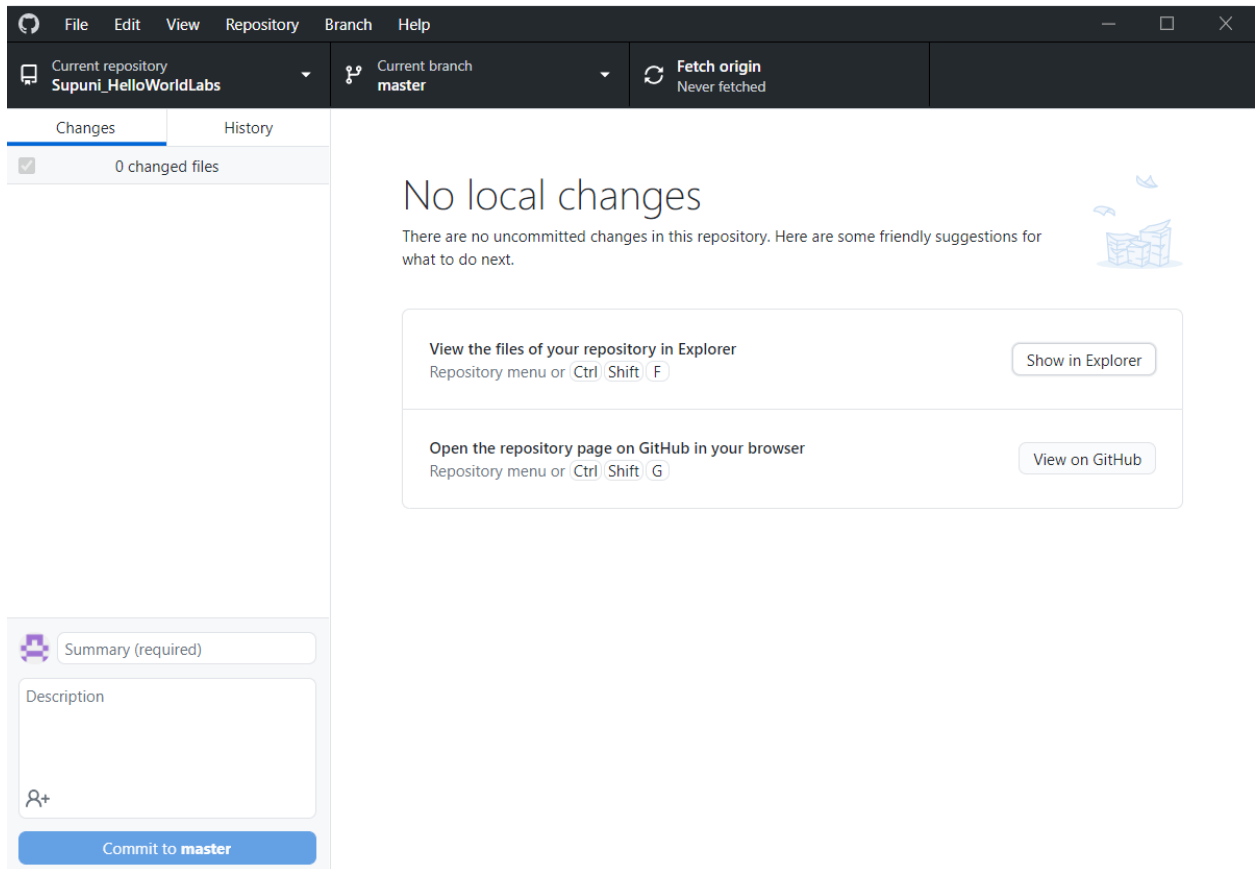 File Edit View Repository Branch Help
Current repository
Supuni_HelloWorldLabs
Current branch
master
Fetch origin
Never fetched
Changes
History
0 changed files
No local changes
There are no uncommitted changes in this repository. Here are some friendly suggestions for
what to do next.
View the files of your repository in Explorer
Repository menu or Ctrl Shift F
Show in Explorer
Open the repository page on GitHub in your browser
Repository menu or Ctrl Shift G
View on GitHub
Summary (required)
Description
Commit to master